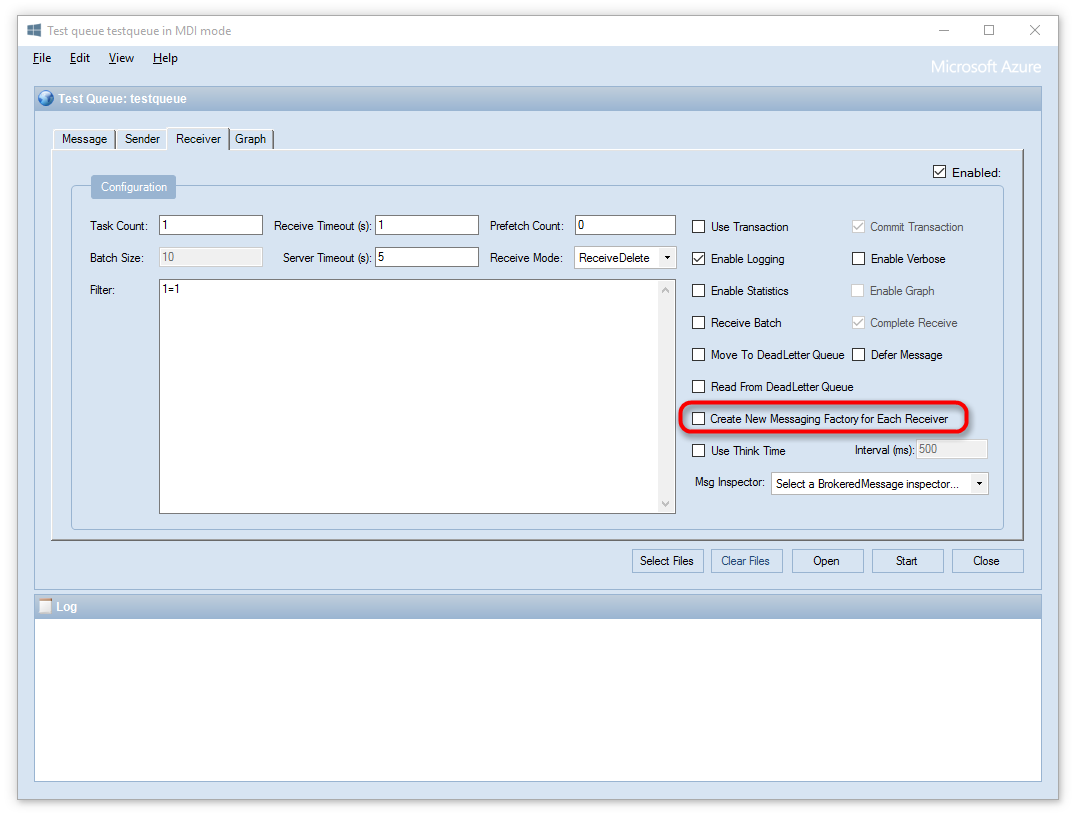 Test queue testqueue in MDI mode
File Edit View Help
Microsoft Azure
Test Queue: testqueue
Message Sender Receiver Graph
Enabled:
Configuration
Task Count: 1 Receive Timeout (s): 1 Prefetch Count: 0 Use Transaction Commit Transaction
Batch Size: 10 Server Timeout (s): 5 Receive Mode: ReceiveDelete Enable Logging Enable Verbose
Filter: 1=1 Enable Statistics Enable Graph
Receive Batch Complete Receive
Move To DeadLetter Queue Defer Message
Read From DeadLetter Queue
Create New Messaging Factory for Each Receiver
Use Think Time Interval (ms): 500
Msg Inspector: Select a BrokeredMessage inspector...
Select Files Clear Files Open Start Close
Log